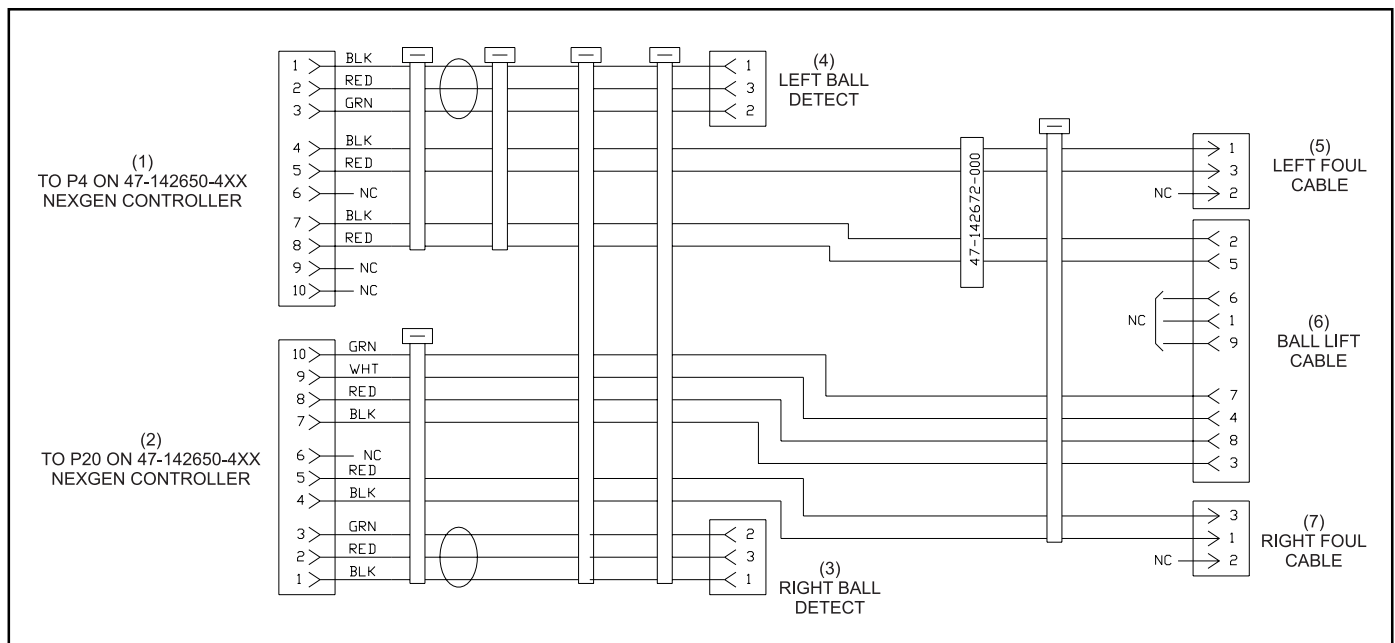 (1)
TO P4 ON 47-142650-4XX
NEXGEN CONTROLLER
1 BLK
2 RED
3 GRN
4 BLK
5 RED
6 NC
7 BLK
8 RED
9 NC
10 NC
1
3
2
(4)
LEFT BALL
DETECT
47-142672-000
1
3
NC 2
(5)
LEFT FOUL
CABLE
2
5
6
NC 1
9
7
4
8
3
(6)
BALL LIFT
CABLE
(2)
TO P20 ON 47-142650-4XX
NEXGEN CONTROLLER
10 GRN
9 WHT
8 RED
7 BLK
6 NC
5 RED
4 BLK
3 GRN
2 RED
1 BLK
2
3
1
(3)
RIGHT BALL
DETECT
3
1
NC 2
(7)
RIGHT FOUL
CABLE